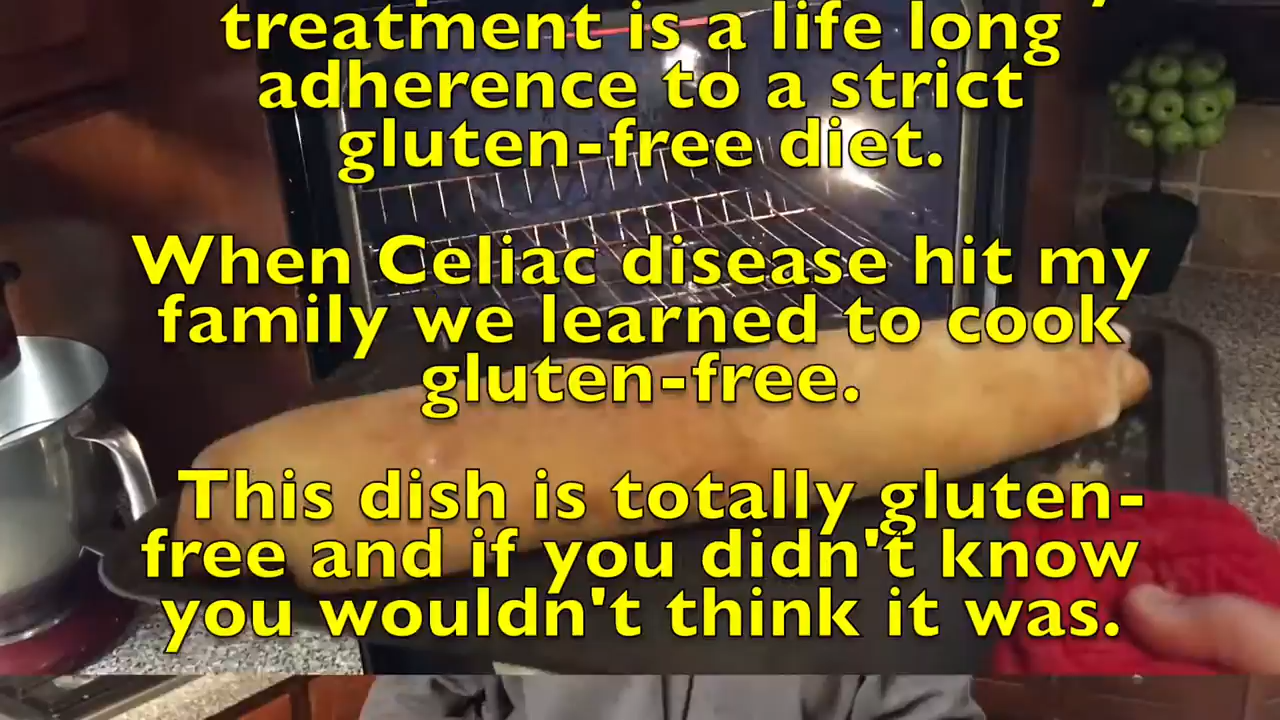 treatment is a life long
adherence to a strict
gluten-free diet.
When Celiac disease hit my
family we learned to cook
gluten-free.
This dish is totally gluten-
free and if you didn't know
you wouldn't think it was.